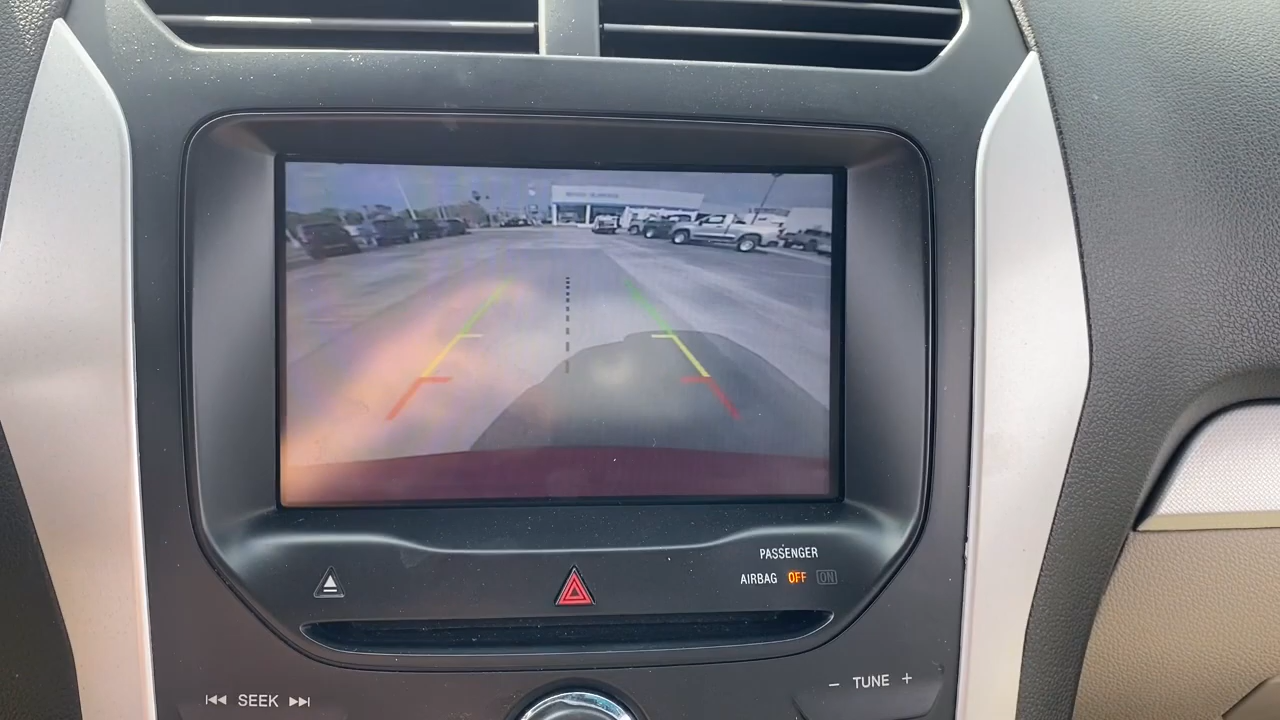 PASSENGER
AIRBAG OFF ON
SEEK
− TUNE +